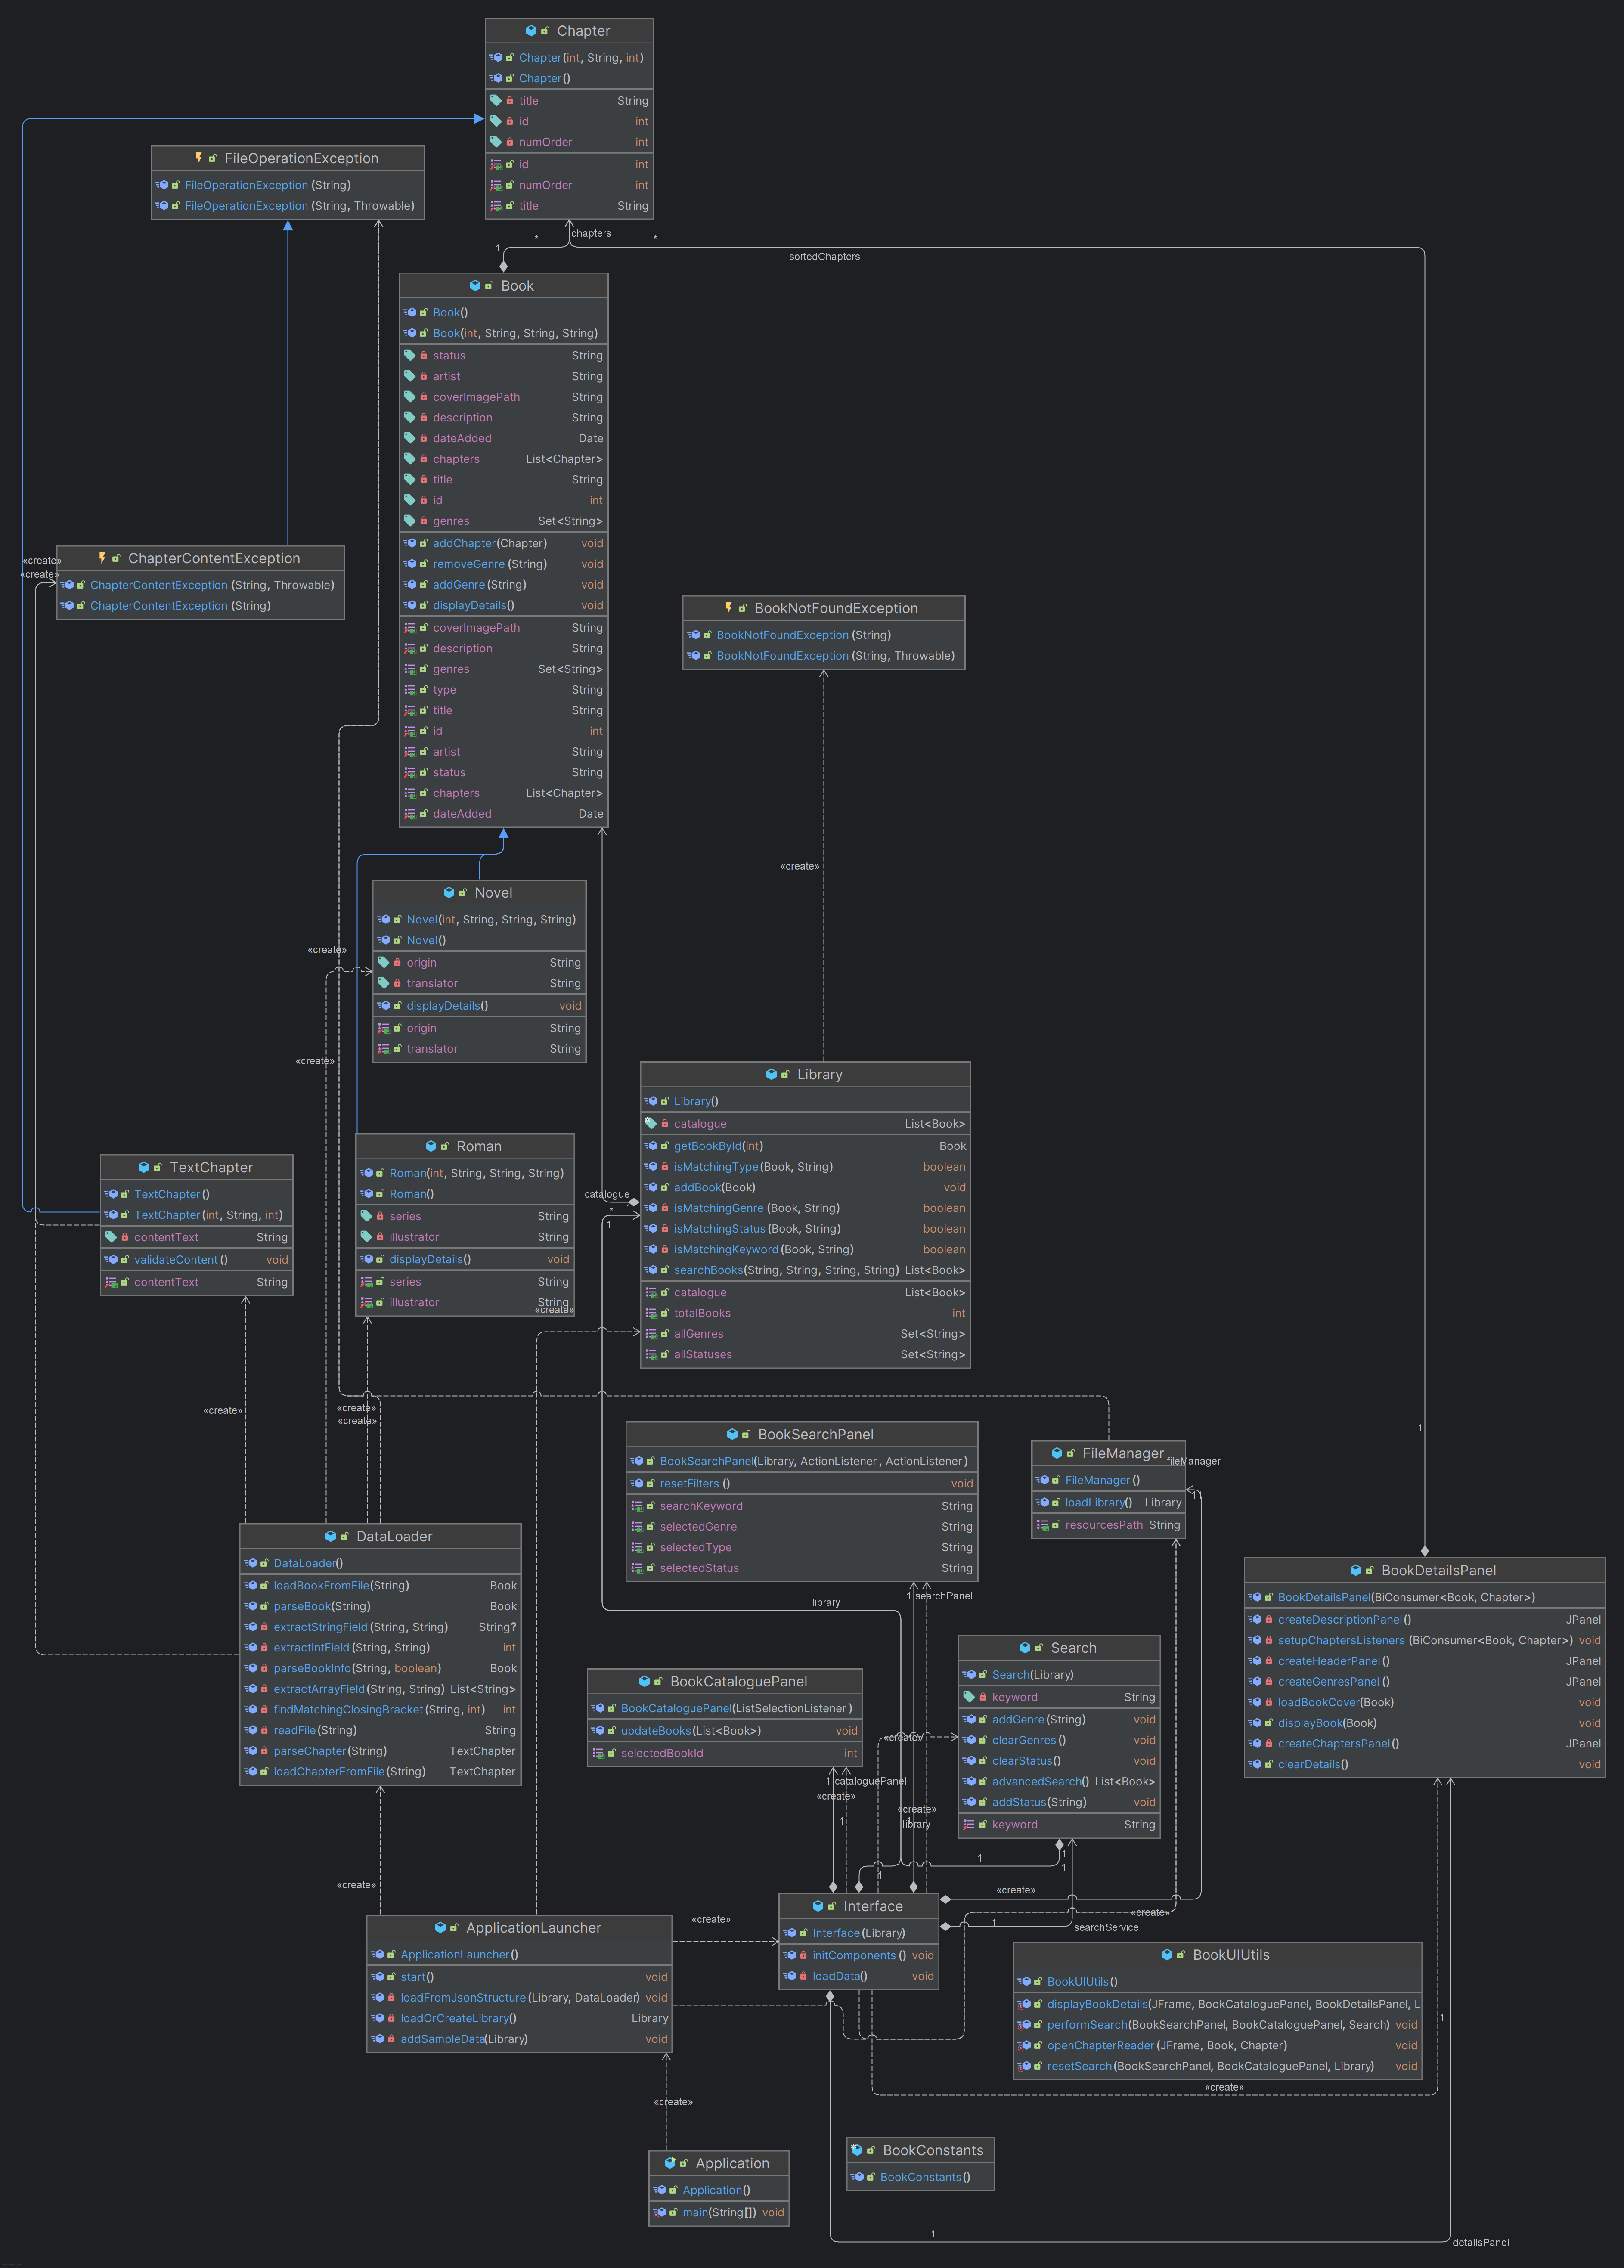 Chapter
Chapter(int, String, int)
Chapter()
title String
id int
numOrder int
id int
numOrder int
title String
FileOperationException
FileOperationException (String)
FileOperationException (String, Throwable)
* chapters *
1
sortedChapters
Book
Book()
Book(int, String, String, String)
status String
artist String
coverImagePath String
description String
dateAdded Date
chapters List<Chapter>
title String
id int
genres Set<String>
addChapter(Chapter) void
removeGenre (String) void
addGenre (String) void
displayDetails() void
coverImagePath String
description String
genres Set<String>
type String
title String
id int
artist String
status String
chapters List<Chapter>
dateAdded Date
ChapterContentException
«create»
«create»
ChapterContentException (String, Throwable)
ChapterContentException (String)
BookNotFoundException
BookNotFoundException (String)
BookNotFoundException (String, Throwable)
«create»
Novel
Novel(int, String, String, String)
Novel()
origin String
translator String
displayDetails() void
origin String
translator String
«create»
«create»
Library
Library()
catalogue List<Book>
getBookById(int) Book
isMatchingType (Book, String) boolean
addBook(Book) void
isMatchingGenre (Book, String) boolean
isMatchingStatus (Book, String) boolean
isMatchingKeyword (Book, String) boolean
searchBooks(String, String, String, String) List<Book>
catalogue List<Book>
totalBooks int
allGenres Set<String>
allStatuses Set<String>
catalogue
* 1
1
Roman
Roman(int, String, String, String)
Roman()
series String
illustrator String
displayDetails() void
series String
illustrator String
«create»
TextChapter
TextChapter()
TextChapter(int, String, int)
contentText String
validateContent () void
contentText String
«create»
«create»
«create»
BookSearchPanel
BookSearchPanel(Library, ActionListener, ActionListener)
resetFilters () void
searchKeyword String
selectedGenre String
selectedType String
selectedStatus String
1
FileManager
fileManager
FileManager ()
loadLibrary() Library
resourcesPath String
1
1
DataLoader
DataLoader()
loadBookFromFile(String) Book
parseBook(String) Book
extractStringField (String, String) String?
extractIntField (String, String) int
parseBookInfo(String, boolean) Book
extractArrayField(String, String) List<String>
findMatchingClosingBracket (String, int) int
readFile(String) String
parseChapter(String) TextChapter
loadChapterFromFile(String) TextChapter
BookDetailsPanel
BookDetailsPanel(BiConsumer<Book, Chapter>)
createDescriptionPanel() JPanel
setupChaptersListeners (BiConsumer<Book, Chapter>) void
createHeaderPanel() JPanel
createGenresPanel() JPanel
loadBookCover(Book) void
displayBook(Book) void
createChaptersPanel() JPanel
clearDetails() void
1 searchPanel
library
Search
Search(Library)
keyword String
addGenre (String) void
clearGenres () void
clearStatus() void
advancedSearch() List<Book>
addStatus(String) void
keyword String
BookCataloguePanel
BookCataloguePanel(ListSelectionListener)
updateBooks(List<Book>) void
selectedBookId int
«create»
1 cataloguePanel
«create»
«create»
1
1
library
1
1
1
1
«create»
Interface
Interface (Library)
initComponents () void
loadData() void
«create»
«create»
1
searchService
«create»
ApplicationLauncher
ApplicationLauncher()
start() void
loadFromJsonStructure (Library, DataLoader) void
loadOrCreateLibrary() Library
addSampleData(Library) void
BookUIUtils
BookUIUtils()
displayBookDetails(JFrame, BookCataloguePanel, BookDetailsPanel, L
performSearch(BookSearchPanel, BookCataloguePanel, Search) void
openChapterReader (JFrame, Book, Chapter) void
resetSearch (BookSearchPanel, BookCataloguePanel, Library) void
1
«create»
«create»
BookConstants
BookConstants()
Application
Application()
main(String[]) void
1
detailsPanel